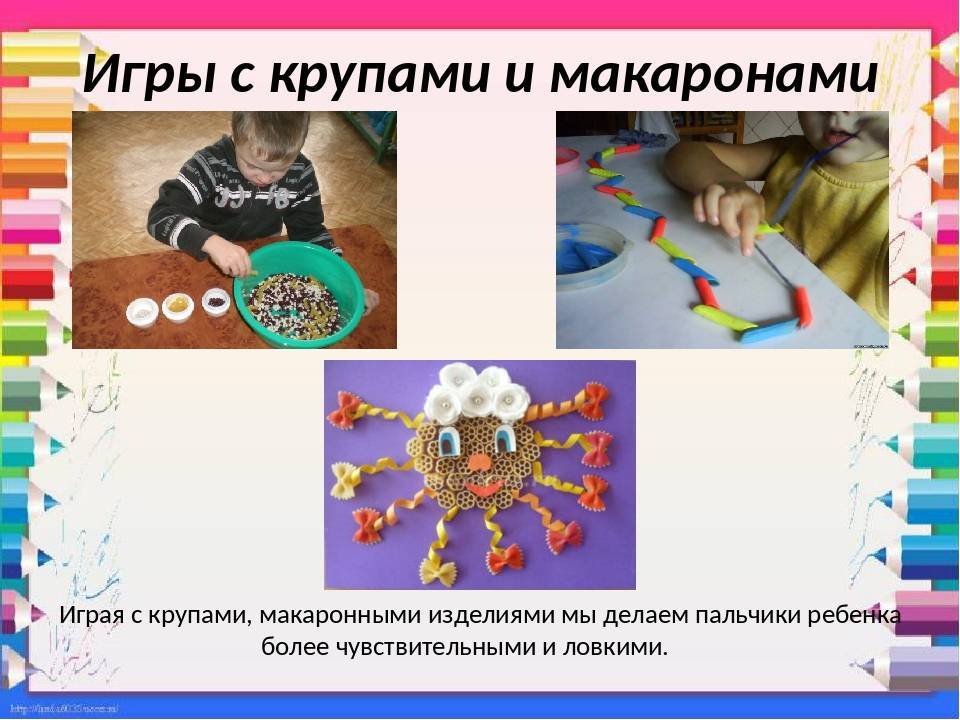 Игры с крупами и макаронами
Играя с крупами, макаронными изделиями мы делаем пальчики ребенка
более чувствительными и ловкими.